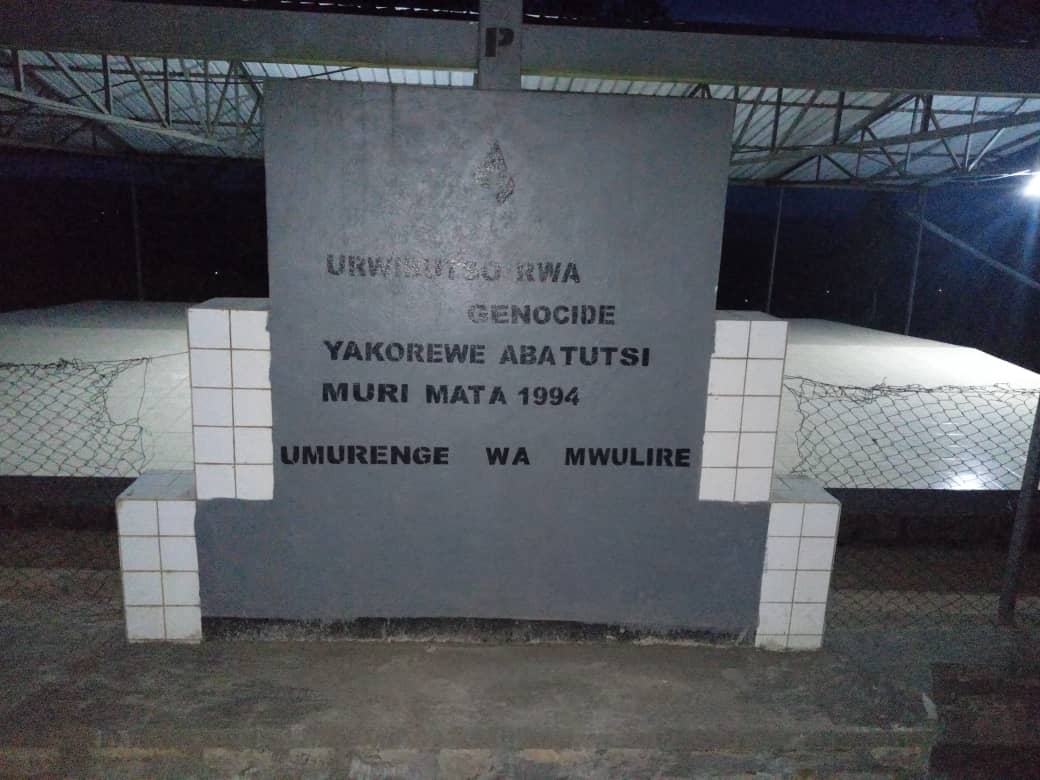 P
URWIBUTSO RWA
GENOCIDE
YAKOREWE ABATUTSI
MURI MATA 1994
UMURENGE WA MWULIRE